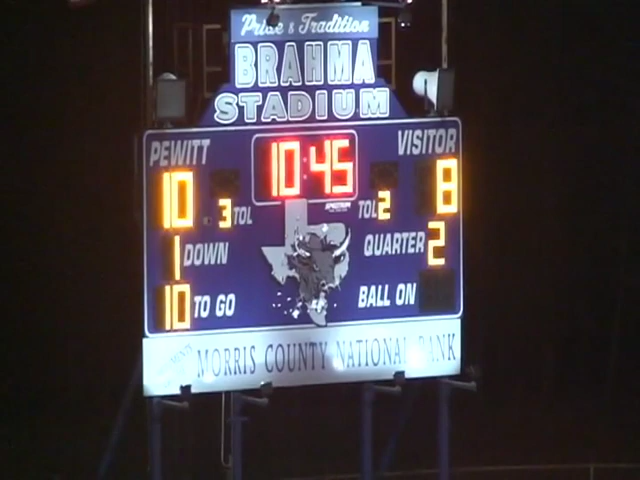 Pride & Tradition
BRAHMA
STADIUM
PEWITT 10:45 VISITOR
10 3 TOL TOL 2 8
SPECTRUM
1 DOWN QUARTER 2
10 TO GO BALL ON
MORRIS COUNTY NATIONAL BANK